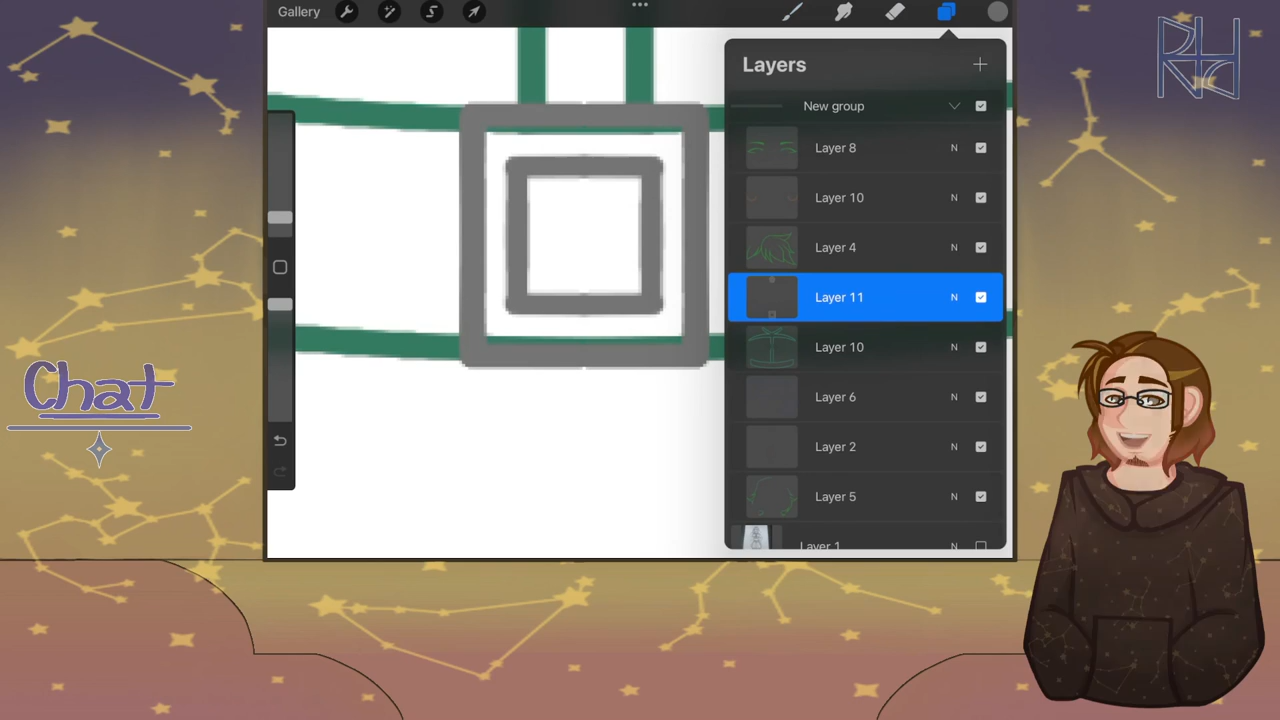 Gallery
Layers
New group
Layer 8 N
Layer 10 N
Layer 4 N
Layer 11 N
Layer 10 N
Layer 6 N
Layer 2 N
Layer 5 N
Layer 1 N
Chat